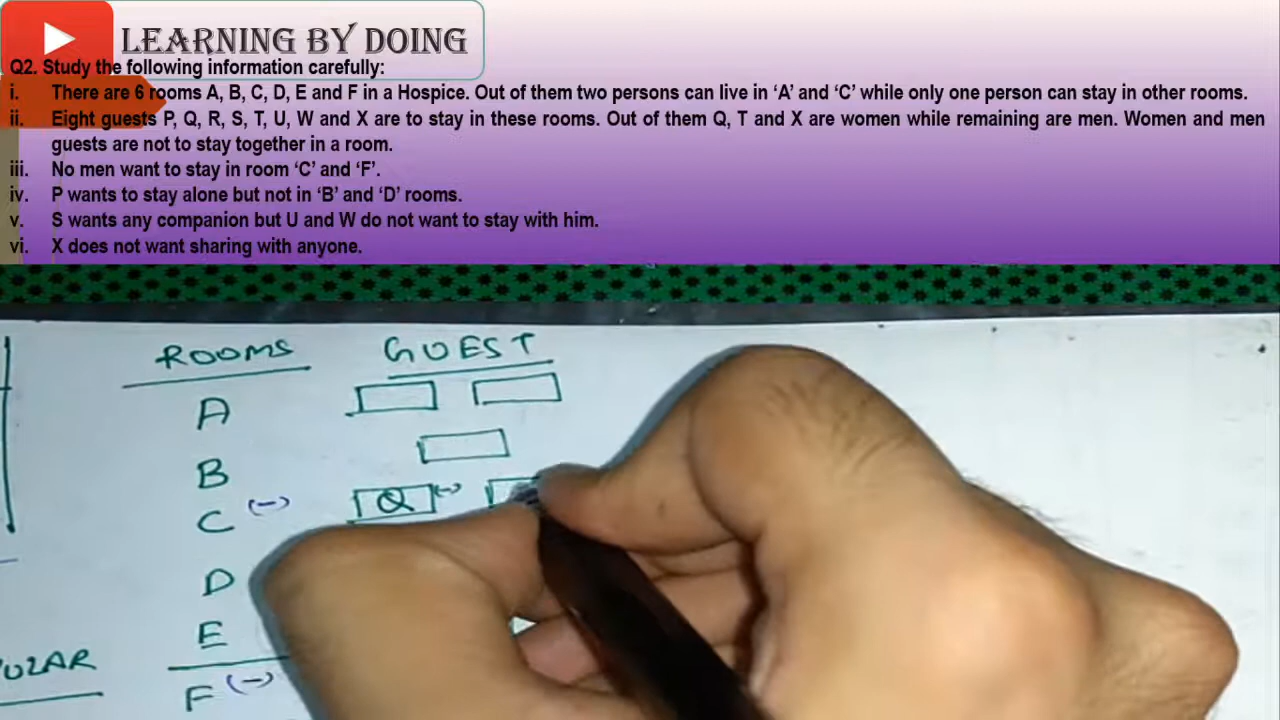 LEARNING BY DOING
Q2. Study the following information carefully:
i. There are 6 rooms A, B, C, D, E and F in a Hospice. Out of them two persons can live in ‘A’ and ‘C’ while only one person can stay in other rooms.
ii. Eight guests P, Q, R, S, T, U, W and X are to stay in these rooms. Out of them Q, T and X are women while remaining are men. Women and men
guests are not to stay together in a room.
iii. No men want to stay in room ‘C’ and ‘F’.
iv. P wants to stay alone but not in ‘B’ and ‘D’ rooms.
v. S wants any companion but U and W do not want to stay with him.
vi. X does not want sharing with anyone.
ROOMS GUEST
A
B
C (-) Q (-)
D
E
F (-)